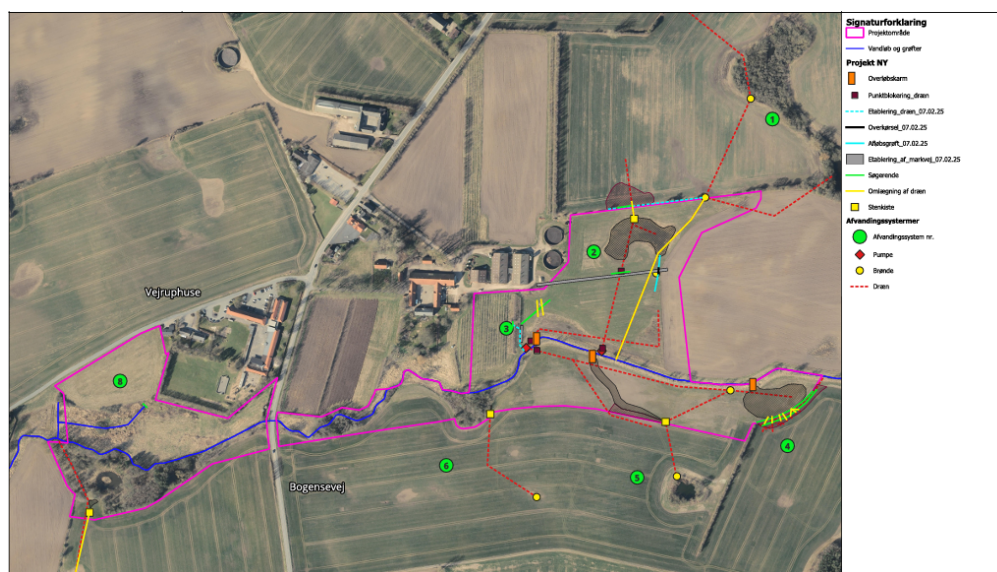 Signaturforklaring
Projektområde
Vandløb og grøfter
Projekt NY
Overløbskarm
Punktblokering_dræn
Etablering_dræn_07.02.25
Overkørsel_07.02.25
Afløbsgrøft_07.02.25
Etablering_af_markvej_07.02.25
Søgerende
Omlægning af dræn
Stenkiste
Afvandingssystermer
Afvandingssystem nr.
Pumpe
Brønde
Dræn
1
2
Vejruphuse
3
8
4
6
5
Bogensevej